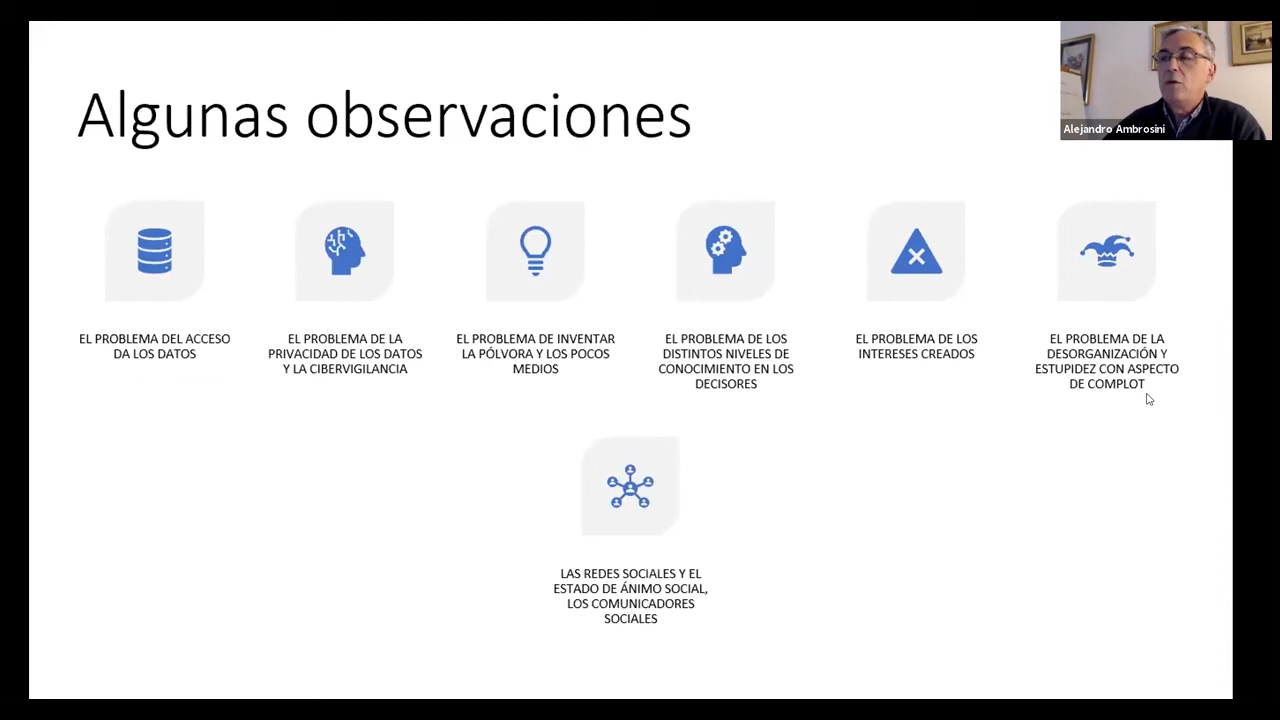 Algunas observaciones
Alejandro Ambrosini
EL PROBLEMA DEL ACCESO
DA LOS DATOS
EL PROBLEMA DE LA
PRIVACIDAD DE LOS DATOS
Y LA CIBERVIGILANCIA
EL PROBLEMA DE INVENTAR
LA PÓLVORA Y LOS POCOS
MEDIOS
EL PROBLEMA DE LOS
DISTINTOS NIVELES DE
CONOCIMIENTO EN LOS
DECISORES
EL PROBLEMA DE LOS
INTERESES CREADOS
EL PROBLEMA DE LA
DESORGANIZACIÓN Y
ESTUPIDEZ CON ASPECTO
DE COMPLOT
LAS REDES SOCIALES Y EL
ESTADO DE ÁNIMO SOCIAL,
LOS COMUNICADORES
SOCIALES